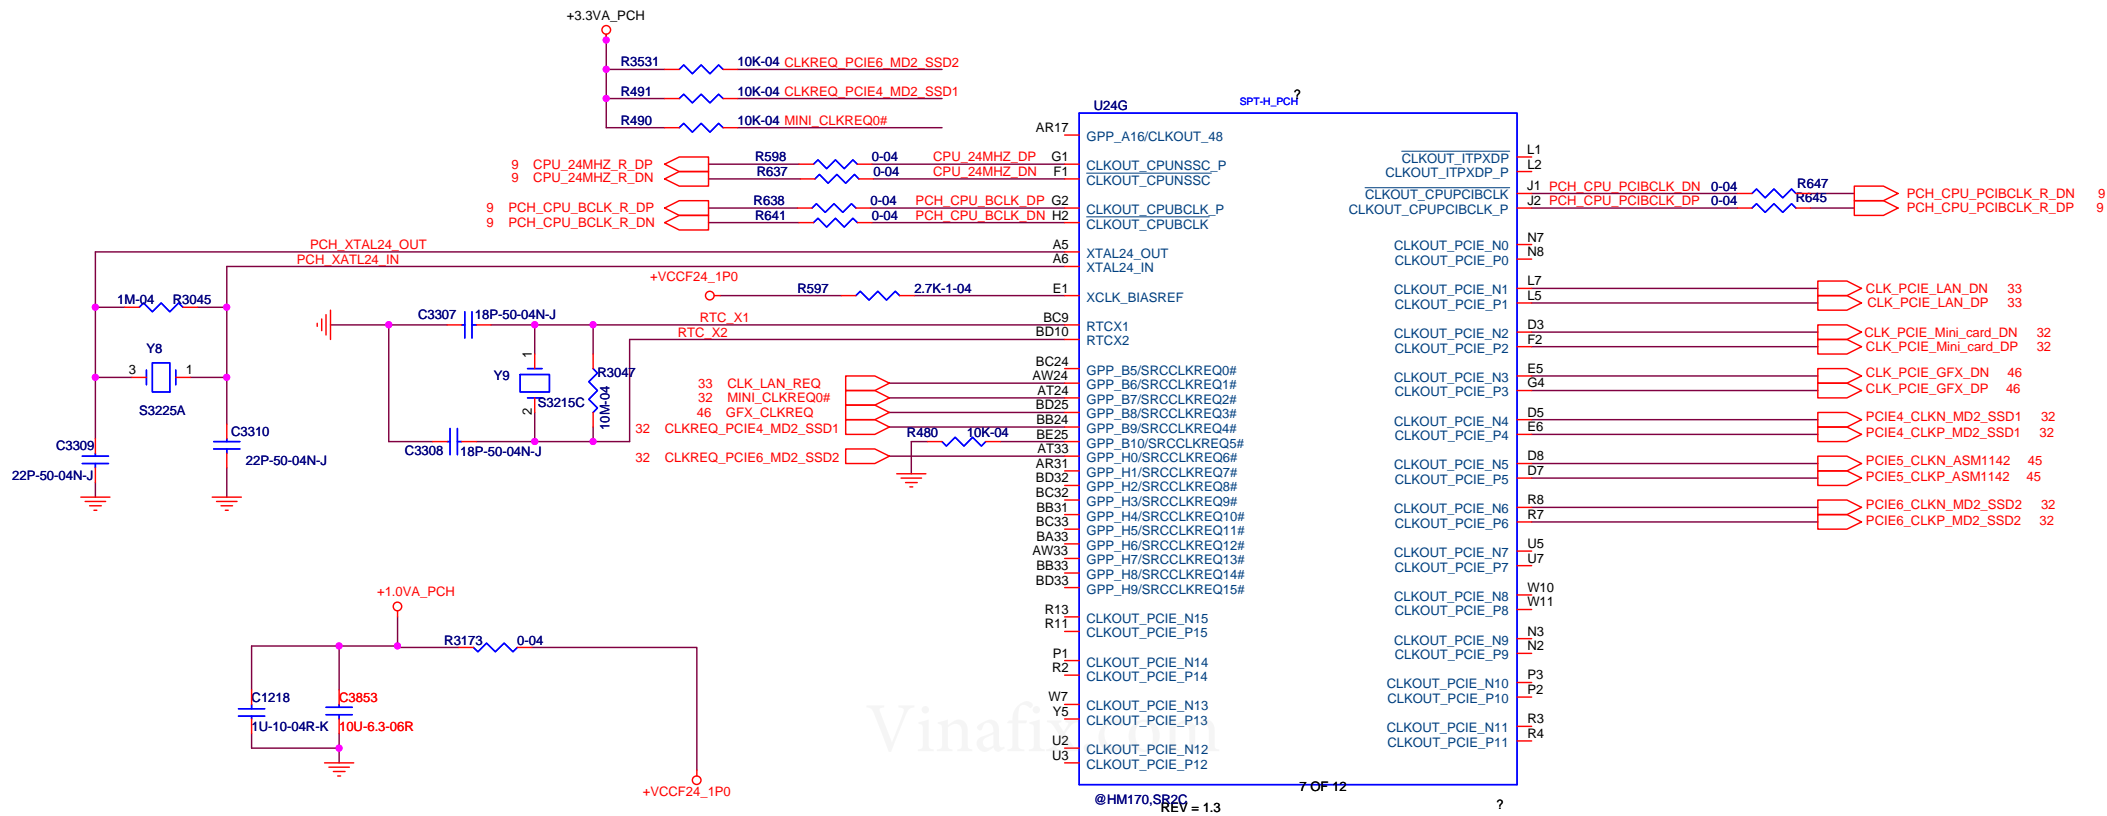 +3.3VA_PCH
R3531 10K-04 CLKREQ_PCIE6_MD2_SSD2
R491 10K-04 CLKREQ_PCIE4_MD2_SSD1
R490 10K-04 MINI_CLKREQ0#
9 CPU_24MHZ_R_DP R598 0-04 CPU_24MHZ_DP G1
9 CPU_24MHZ_R_DN R637 0-04 CPU_24MHZ_DN F1
9 PCH_CPU_BCLK_R_DP R638 0-04 PCH_CPU_BCLK_DP G2
9 PCH_CPU_BCLK_R_DN R641 0-04 PCH_CPU_BCLK_DN H2
PCH_XTAL24_OUT A5
PCH_XATL24_IN A6
+VCCF24_1P0
R597 2.7K-1-04 E1
1M-04 R3045
Y8
3 1
S3225A
C3309
22P-50-04N-J
C3310
22P-50-04N-J
C3307 18P-50-04N-J
RTC_X1 BC9
RTC_X2 BD10
1
Y9
S3215C
2
R3047
10M-04
C3308 18P-50-04N-J
33 CLK_LAN_REQ
32 MINI_CLKREQ0#
46 GFX_CLKREQ
32 CLKREQ_PCIE4_MD2_SSD1
R480 10K-04
32 CLKREQ_PCIE6_MD2_SSD2
+1.0VA_PCH
R3173 0-04
C1218
1U-10-04R-K
C3853
10U-6.3-06R
+VCCF24_1P0
U24G
SPT-H_PCH
?
AR17 GPP_A16/CLKOUT_48
CLKOUT_CPUNSSC_P
CLKOUT_CPUNSSC
CLKOUT_CPUBCLK_P
CLKOUT_CPUBCLK
XTAL24_OUT
XTAL24_IN
XCLK_BIASREF
RTCX1
RTCX2
BC24 GPP_B5/SRCCLKREQ0#
AW24 GPP_B6/SRCCLKREQ1#
AT24 GPP_B7/SRCCLKREQ2#
BD25 GPP_B8/SRCCLKREQ3#
BB24 GPP_B9/SRCCLKREQ4#
BE25 GPP_B10/SRCCLKREQ5#
AT33 GPP_H0/SRCCLKREQ6#
AR31 GPP_H1/SRCCLKREQ7#
BD32 GPP_H2/SRCCLKREQ8#
BC32 GPP_H3/SRCCLKREQ9#
BB31 GPP_H4/SRCCLKREQ10#
BC33 GPP_H5/SRCCLKREQ11#
BA33 GPP_H6/SRCCLKREQ12#
AW33 GPP_H7/SRCCLKREQ13#
BB33 GPP_H8/SRCCLKREQ14#
BD33 GPP_H9/SRCCLKREQ15#
R13 CLKOUT_PCIE_N15
R11 CLKOUT_PCIE_P15
P1 CLKOUT_PCIE_N14
R2 CLKOUT_PCIE_P14
W7 CLKOUT_PCIE_N13
Y5 CLKOUT_PCIE_P13
U2 CLKOUT_PCIE_N12
U3 CLKOUT_PCIE_P12
CLKOUT_ITPXDP L1
CLKOUT_ITPXDP_P L2
CLKOUT_CPUPCIBCLK J1 PCH_CPU_PCIBCLK_DN 0-04 R647 PCH_CPU_PCIBCLK_R_DN 9
CLKOUT_CPUPCIBCLK_P J2 PCH_CPU_PCIBCLK_DP 0-04 R645 PCH_CPU_PCIBCLK_R_DP 9
CLKOUT_PCIE_N0 N7
CLKOUT_PCIE_P0 N8
CLKOUT_PCIE_N1 L7 CLK_PCIE_LAN_DN 33
CLKOUT_PCIE_P1 L5 CLK_PCIE_LAN_DP 33
CLKOUT_PCIE_N2 D3 CLK_PCIE_Mini_card_DN 32
CLKOUT_PCIE_P2 F2 CLK_PCIE_Mini_card_DP 32
CLKOUT_PCIE_N3 E5 CLK_PCIE_GFX_DN 46
CLKOUT_PCIE_P3 G4 CLK_PCIE_GFX_DP 46
CLKOUT_PCIE_N4 D5 PCIE4_CLKN_MD2_SSD1 32
CLKOUT_PCIE_P4 E6 PCIE4_CLKP_MD2_SSD1 32
CLKOUT_PCIE_N5 D8 PCIE5_CLKN_ASM1142 45
CLKOUT_PCIE_P5 D7 PCIE5_CLKP_ASM1142 45
CLKOUT_PCIE_N6 R8 PCIE6_CLKN_MD2_SSD2 32
CLKOUT_PCIE_P6 R7 PCIE6_CLKP_MD2_SSD2 32
CLKOUT_PCIE_N7 U5
CLKOUT_PCIE_P7 U7
CLKOUT_PCIE_N8 W10
CLKOUT_PCIE_P8 W11
CLKOUT_PCIE_N9 N3
CLKOUT_PCIE_P9 N2
CLKOUT_PCIE_N10 P3
CLKOUT_PCIE_P10 P2
CLKOUT_PCIE_N11 R3
CLKOUT_PCIE_P11 R4
Vinafix.com
7 OF 12
@HM170,SR2C
REV = 1.3
?